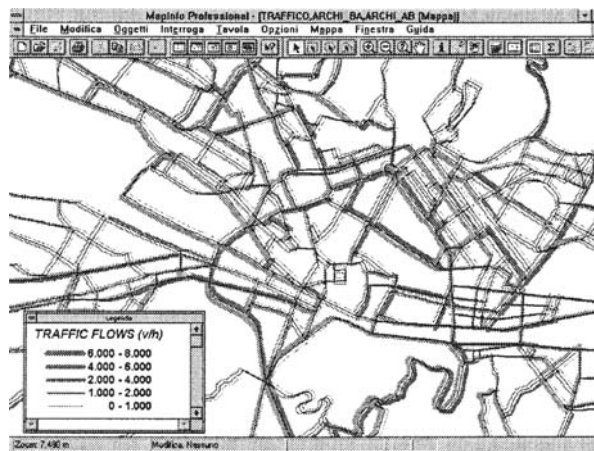 MapInfo Professional - [TRAFFICO,ARCHI_BA,ARCHI_AB [Mappa]]
File Modifica Oggetti Interroga Tavola Opzioni Mappa Finestra Guida
Legenda
TRAFFIC FLOWS (v/h)
6.000 - 8.000
4.000 - 6.000
2.000 - 4.000
1.000 - 2.000
0 - 1.000
Zoom: 7,490 m Modifica: Nessuno